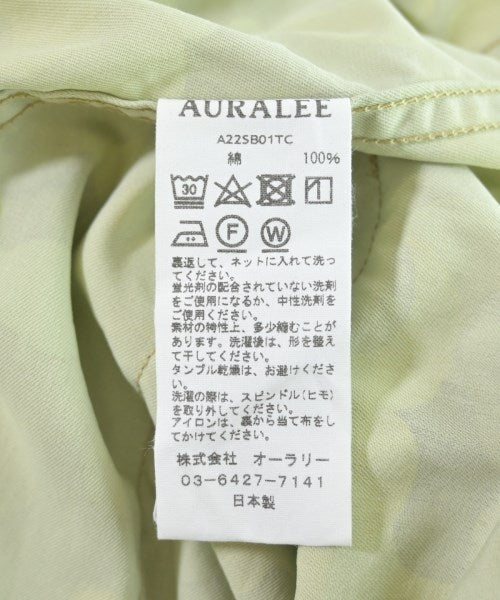 AURALEE
A22SB01TC
綿 100%
30
F W
裏返して、ネットに入れて洗っ
てください。
蛍光剤の配合されていない洗剤
をご使用になるか、中性洗剤を
ご使用ください。
素材の特性上、多少縮むことが
あります。洗濯後は、形を整え
て干してください。
タンブル乾燥は、お避けくださ
い。
洗濯の際は、スピンドル(ヒモ)
を取り外してください。
アイロンは、裏から当て布をし
てかけてください。
株式会社 オーラリー
03-6427-7141
日本製